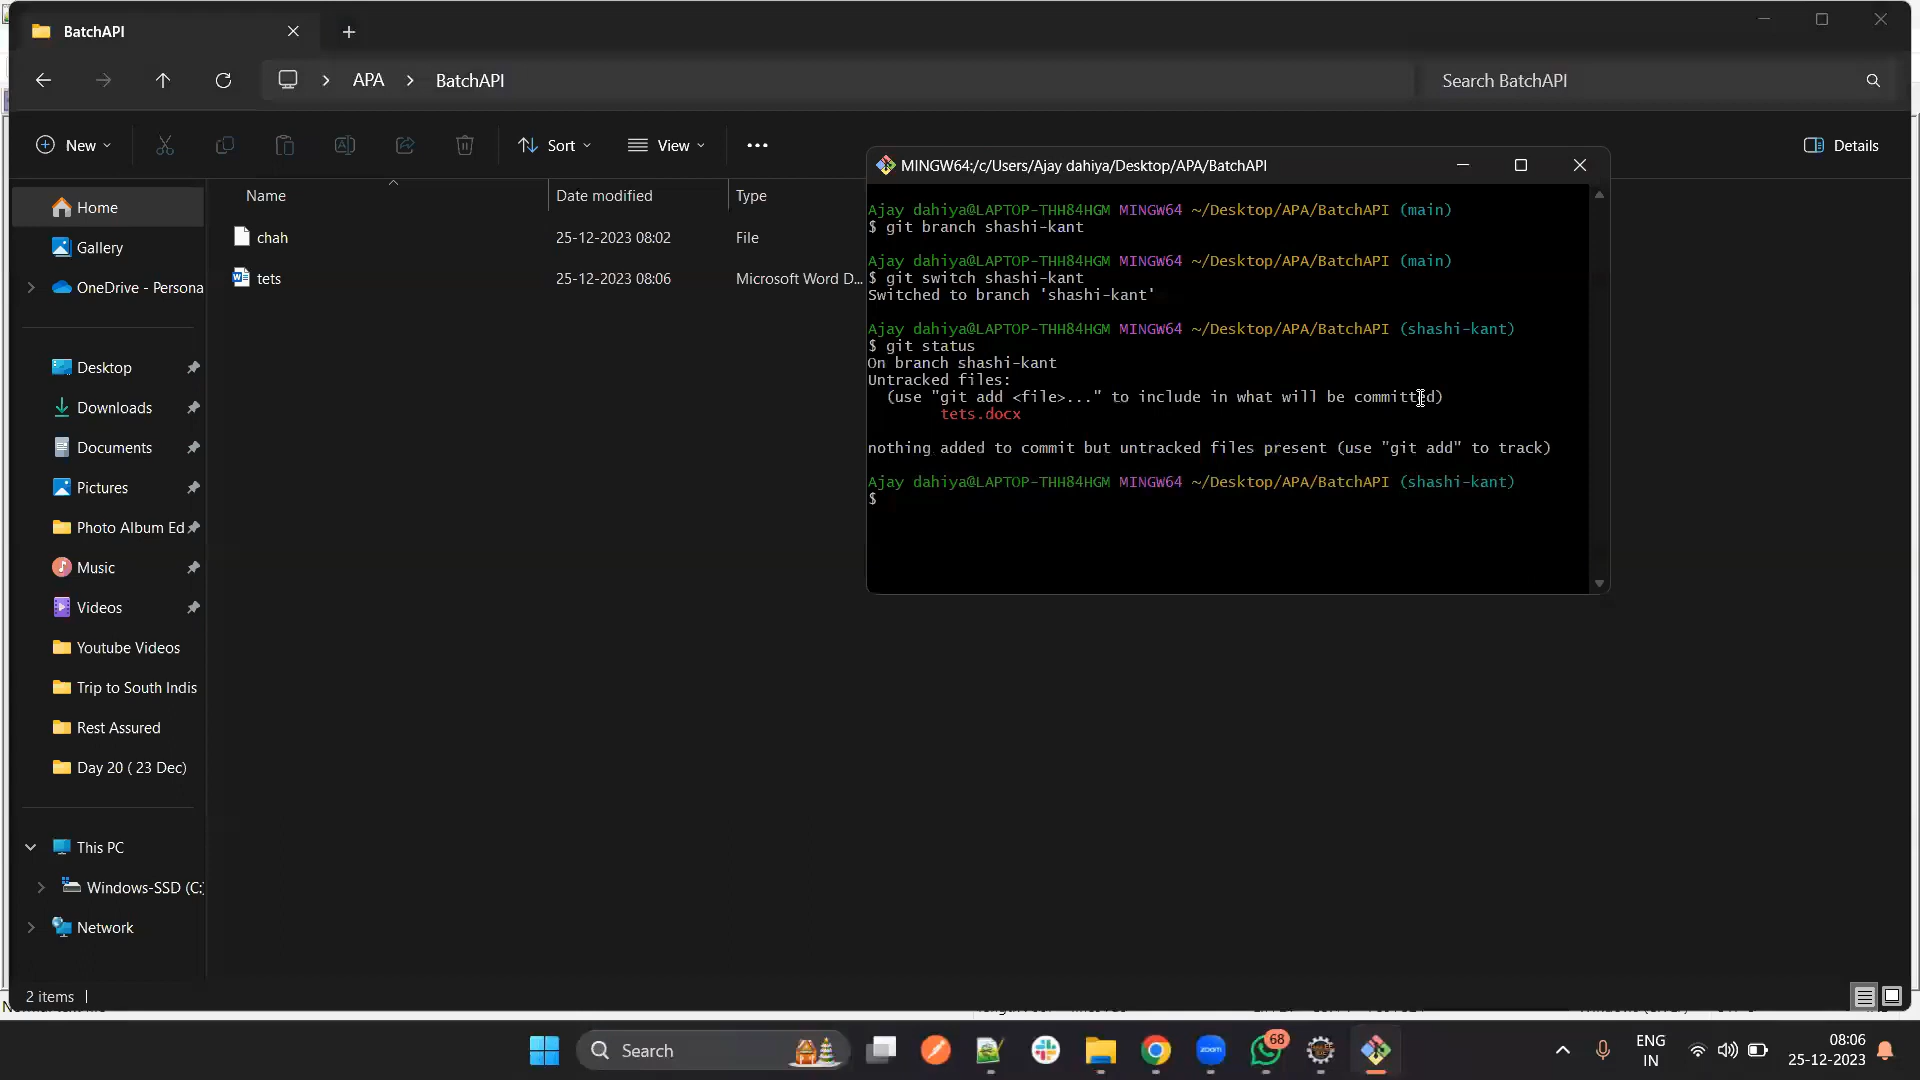 BatchAPI
APA
BatchAPI
Search BatchAPI
New
Sort
View
Details
Name
Date modified
Type
chah
25-12-2023 08:02
File
tets
25-12-2023 08:06
Microsoft Word D...
Home
Gallery
OneDrive - Persona
Desktop
Downloads
Documents
Pictures
Photo Album Ed
Music
Videos
Youtube Videos
Trip to South Indis
Rest Assured
Day 20 ( 23 Dec)
This PC
Windows-SSD (C:)
Network
2 items
MINGW64:/c/Users/Ajay dahiya/Desktop/APA/BatchAPI
Ajay dahiya@LAPTOP-THH84HGM MINGW64 ~/Desktop/APA/BatchAPI (main)
$ git branch shashi-kant
Ajay dahiya@LAPTOP-THH84HGM MINGW64 ~/Desktop/APA/BatchAPI (main)
$ git switch shashi-kant
Switched to branch 'shashi-kant'
Ajay dahiya@LAPTOP-THH84HGM MINGW64 ~/Desktop/APA/BatchAPI (shashi-kant)
$ git status
On branch shashi-kant
Untracked files:
(use "git add <file>..." to include in what will be committed)
tets.docx
nothing added to commit but untracked files present (use "git add" to track)
Ajay dahiya@LAPTOP-THH84HGM MINGW64 ~/Desktop/APA/BatchAPI (shashi-kant)
$
Search
zoom
68
ENG
IN
08:06
25-12-2023